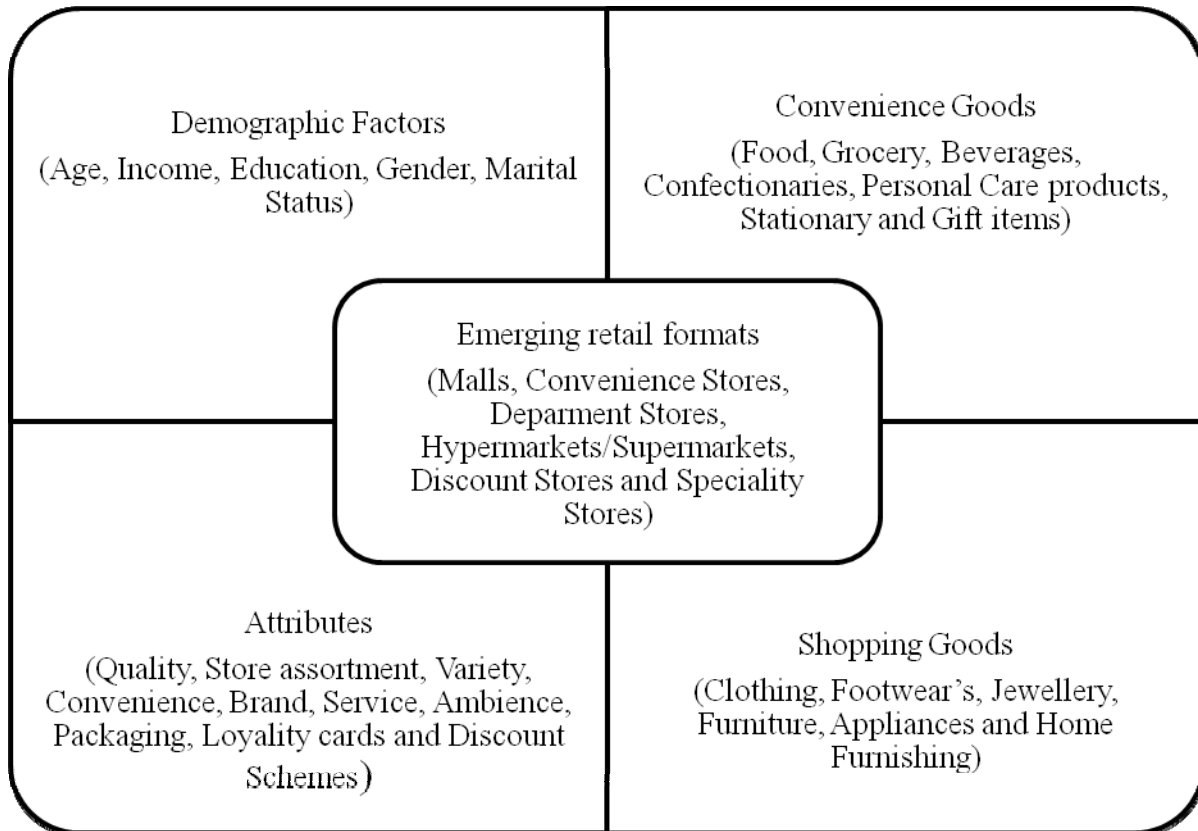 Demographic Factors
(Age, Income, Education, Gender, Marital
Status)
Convenience Goods
(Food, Grocery, Beverages,
Confectionaries, Personal Care products,
Stationary and Gift items)
Emerging retail formats
(Malls, Convenience Stores,
Deparment Stores,
Hypermarkets/Supermarkets,
Discount Stores and Speciality
Stores)
Attributes
(Quality, Store assortment, Variety,
Convenience, Brand, Service, Ambience,
Packaging, Loyality cards and Discount
Schemes)
Shopping Goods
(Clothing, Footwear’s, Jewellery,
Furniture, Appliances and Home
Furnishing)